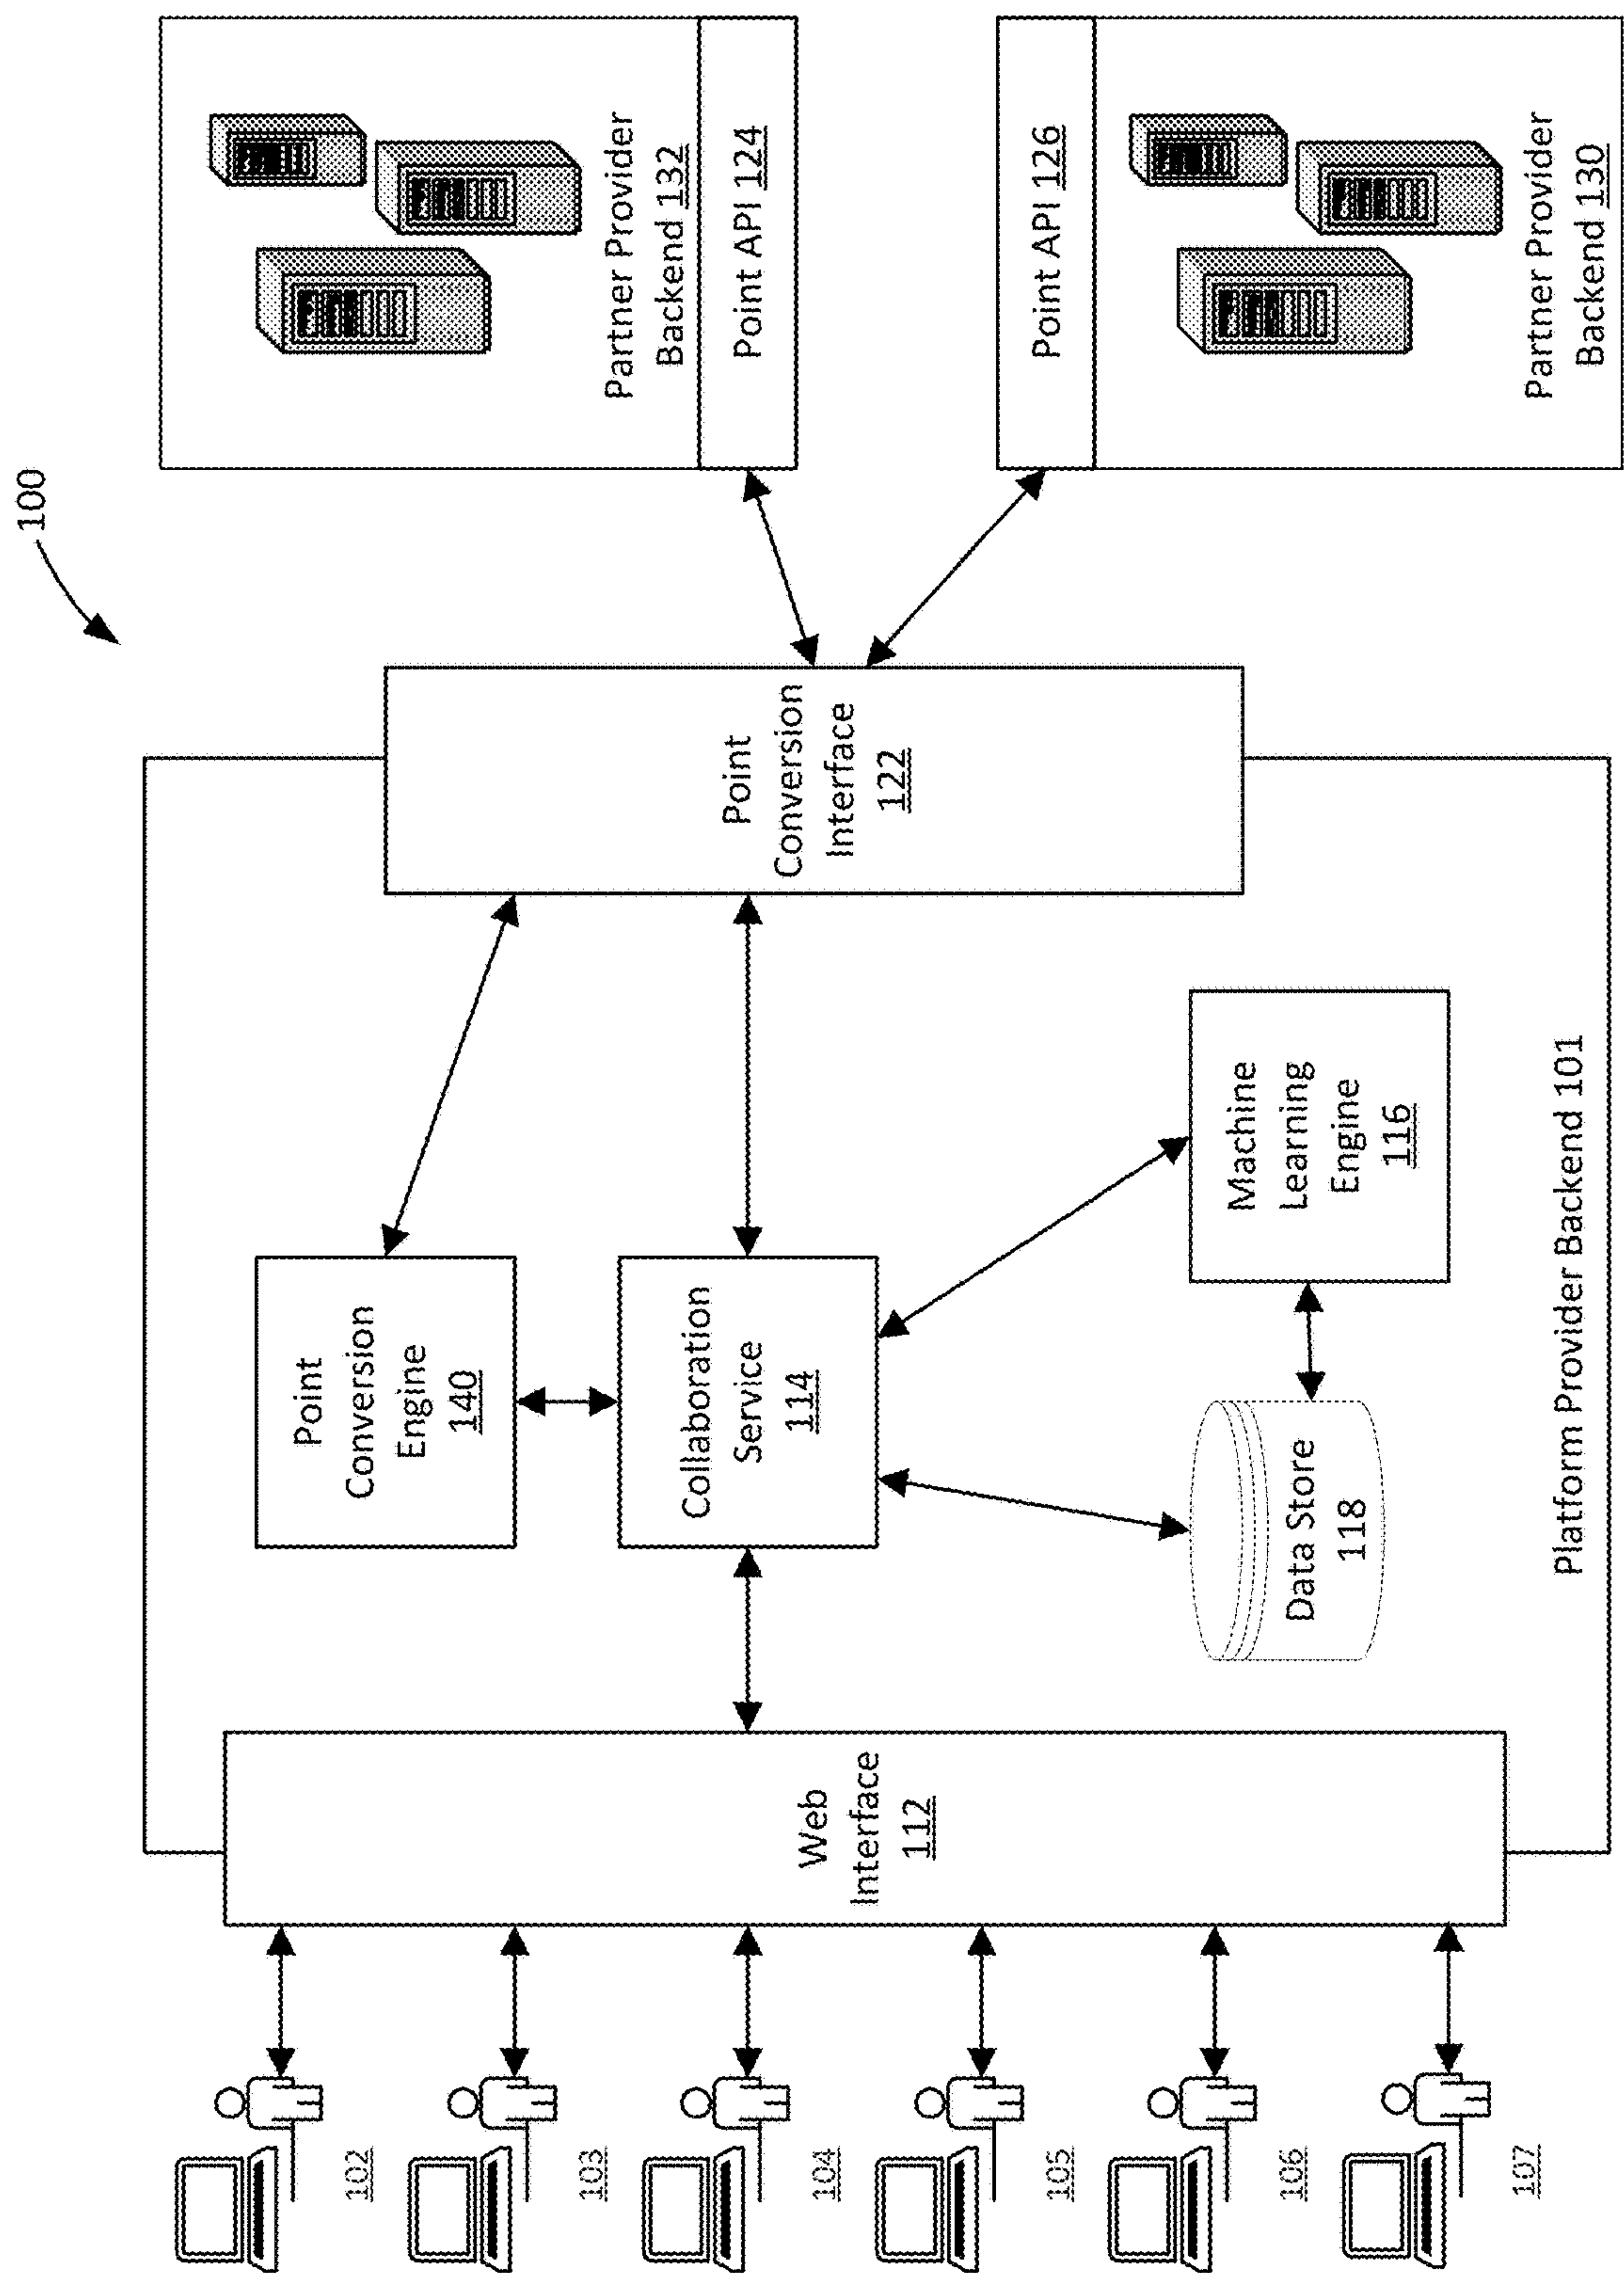 100
102
103
104
105
106
107
Web
Interface
112
Point
Conversion
Engine
140
Collaboration
Service
114
Data Store
118
Machine
Learning
Engine
116
Platform Provider Backend 101
Point
Conversion
Interface
122
Partner Provider
Backend 132
Point API 124
Point API 126
Partner Provider
Backend 130